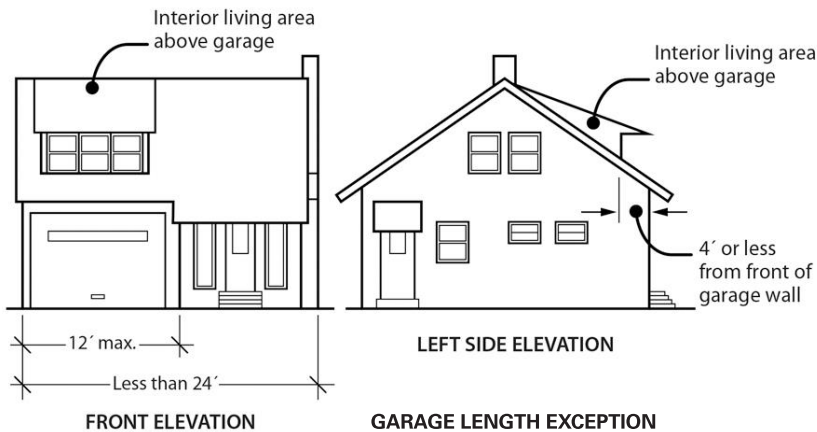 Interior living area
above garage
Interior living area
above garage
4´ or less
from front of
garage wall
12´ max.
LEFT SIDE ELEVATION
Less than 24´
FRONT ELEVATION
GARAGE LENGTH EXCEPTION